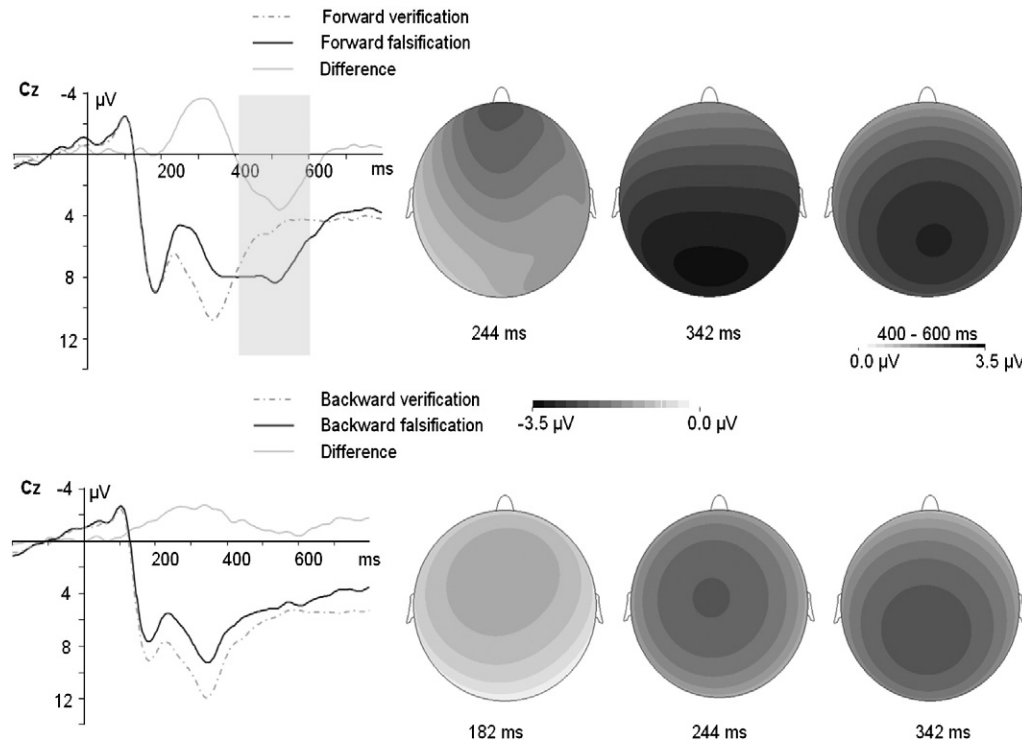 Forward verification
Forward falsification
Difference
Cz
-4
µV
200
400
600
ms
4
8
12
244 ms
342 ms
400 - 600 ms
0.0 µV
3.5 µV
Backward verification
Backward falsification
Difference
-3.5 µV
0.0 µV
Cz
-4
µV
200
400
600
ms
4
8
12
182 ms
244 ms
342 ms